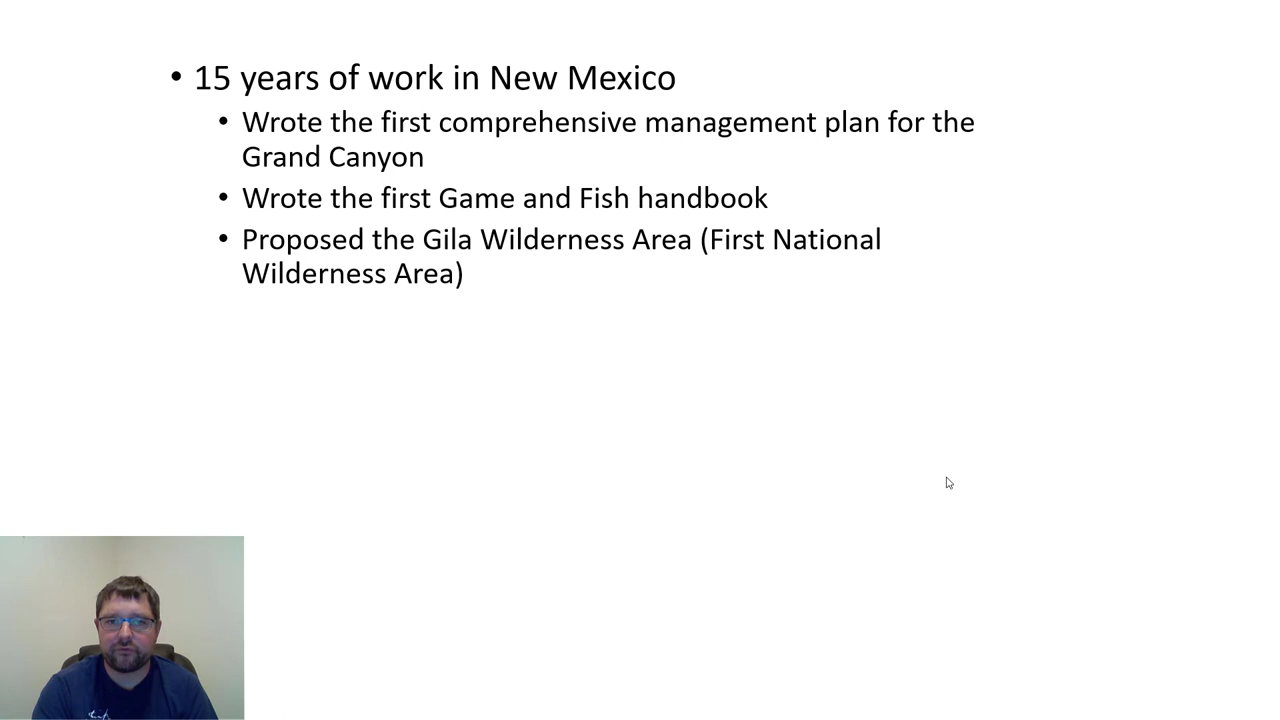 • 15 years of work in New Mexico
• Wrote the first comprehensive management plan for the
Grand Canyon
• Wrote the first Game and Fish handbook
• Proposed the Gila Wilderness Area (First National
Wilderness Area)